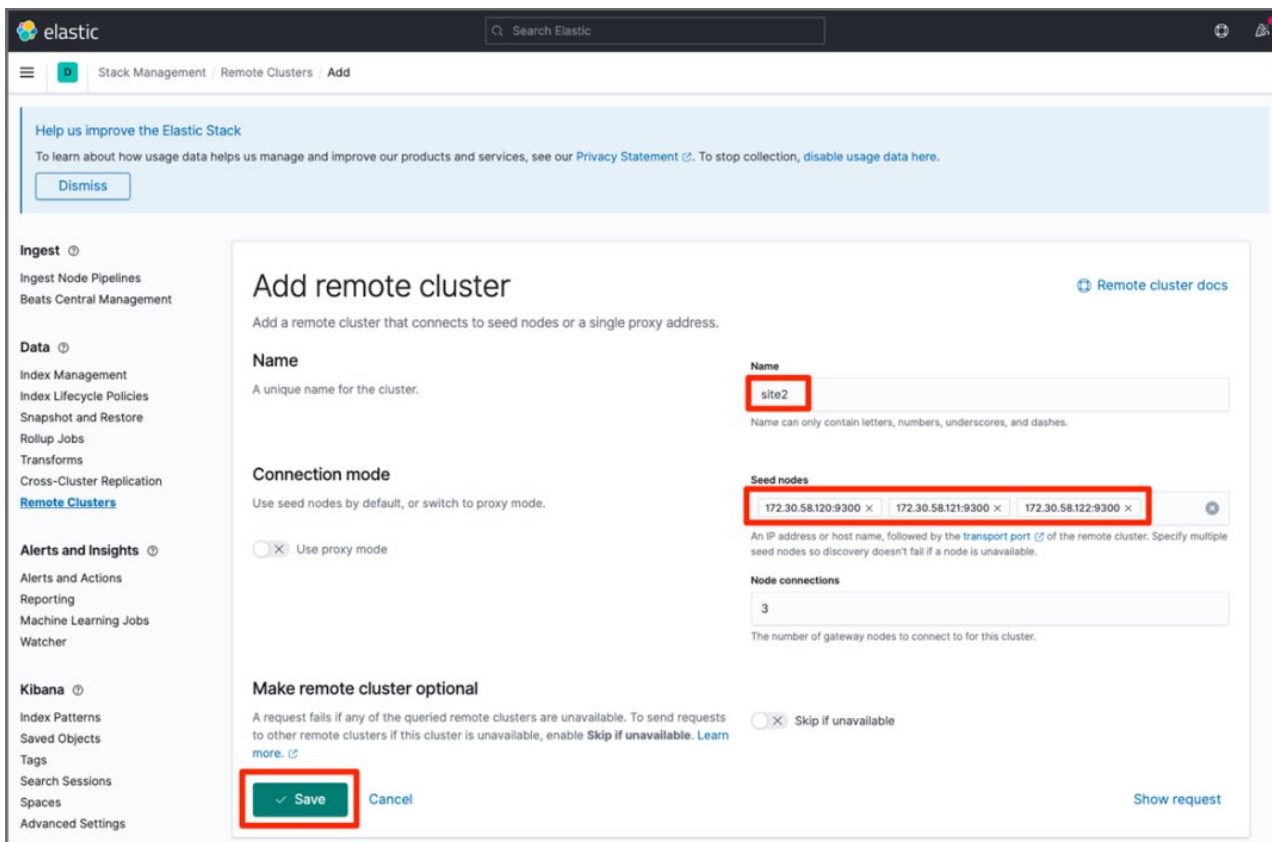 elastic
Search Elastic
D
Stack Management / Remote Clusters / Add
Help us improve the Elastic Stack
To learn about how usage data helps us manage and improve our products and services, see our Privacy Statement. To stop collection, disable usage data here.
Dismiss
Ingest
Ingest Node Pipelines
Beats Central Management
Data
Index Management
Index Lifecycle Policies
Snapshot and Restore
Rollup Jobs
Transforms
Cross-Cluster Replication
Remote Clusters
Alerts and Insights
Alerts and Actions
Reporting
Machine Learning Jobs
Watcher
Kibana
Index Patterns
Saved Objects
Tags
Search Sessions
Spaces
Advanced Settings
Add remote cluster
Remote cluster docs
Add a remote cluster that connects to seed nodes or a single proxy address.
Name
A unique name for the cluster.
Name
site2
Name can only contain letters, numbers, underscores, and dashes.
Connection mode
Use seed nodes by default, or switch to proxy mode.
Use proxy mode
Seed nodes
172.30.58.120:9300 × 172.30.58.121:9300 × 172.30.58.122:9300 ×
An IP address or host name, followed by the transport port of the remote cluster. Specify multiple
seed nodes so discovery doesn't fail if a node is unavailable.
Node connections
3
The number of gateway nodes to connect to for this cluster.
Make remote cluster optional
A request fails if any of the queried remote clusters are unavailable. To send requests
to other remote clusters if this cluster is unavailable, enable Skip if unavailable. Learn
more.
Skip if unavailable
Save
Cancel
Show request